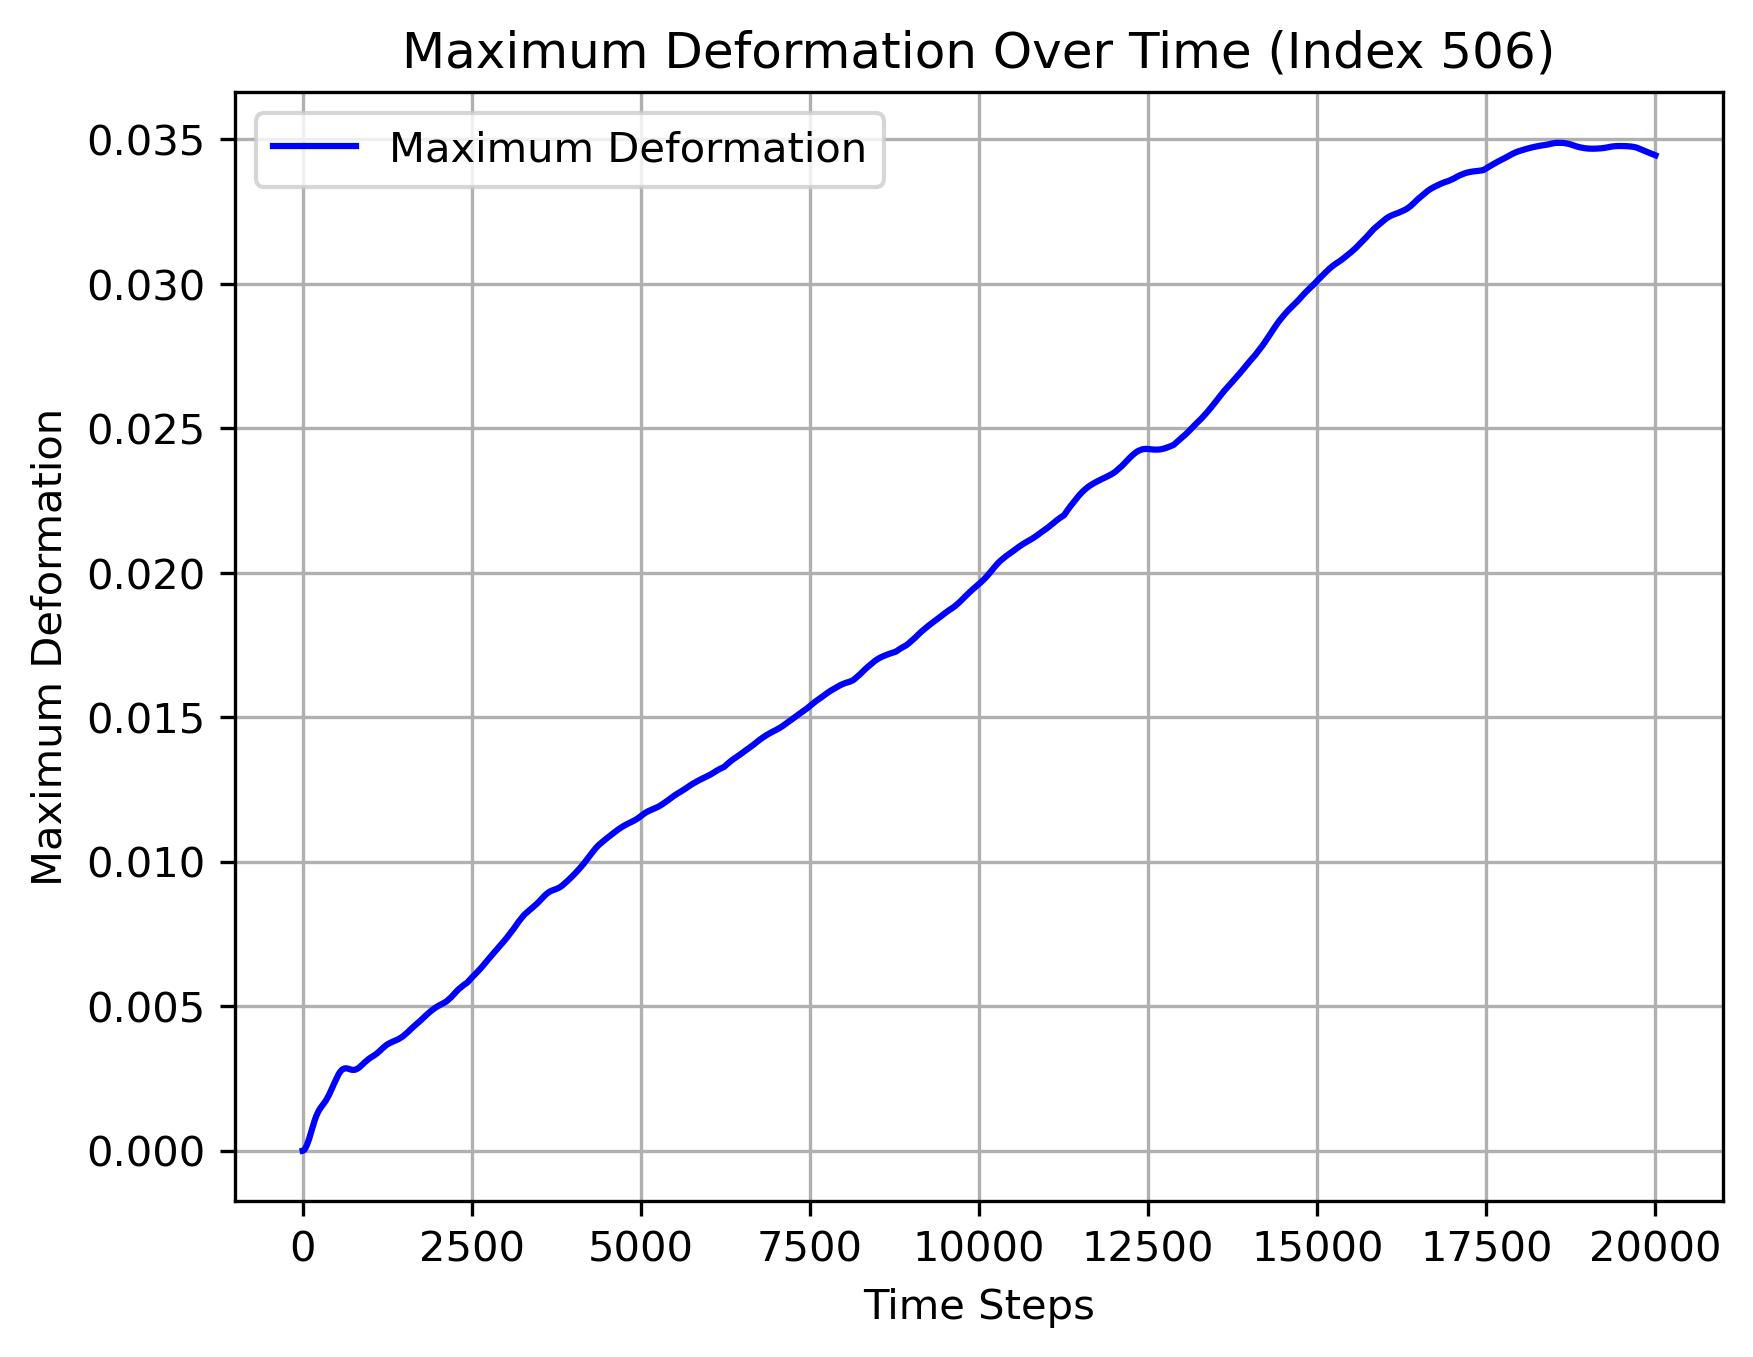 Maximum Deformation Over Time (Index 506)
Maximum Deformation
0.035
0.030
0.025
0.020
0.015
0.010
0.005
0.000
Maximum Deformation
0 2500 5000 7500 10000 12500 15000 17500 20000
Time Steps